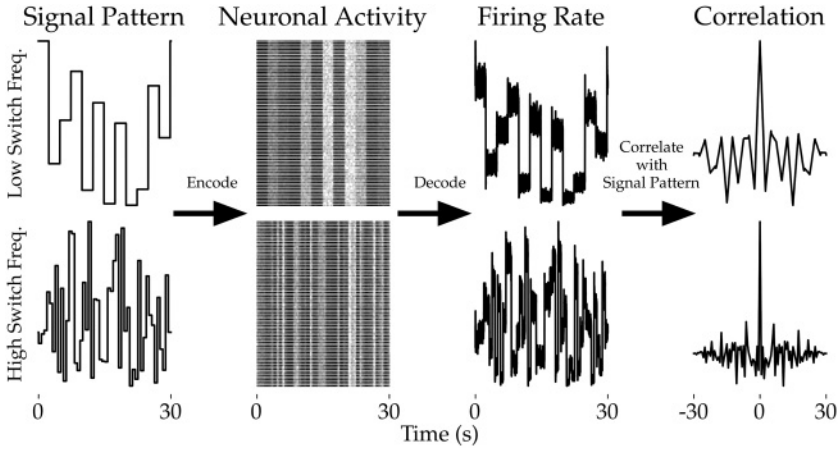 Signal Pattern
Neuronal Activity
Firing Rate
Correlation
Low Switch Freq.
Encode
Decode
Correlate
with
Signal Pattern
High Switch Freq.
0
30
0
30
0
30
-30
0
30
Time (s)